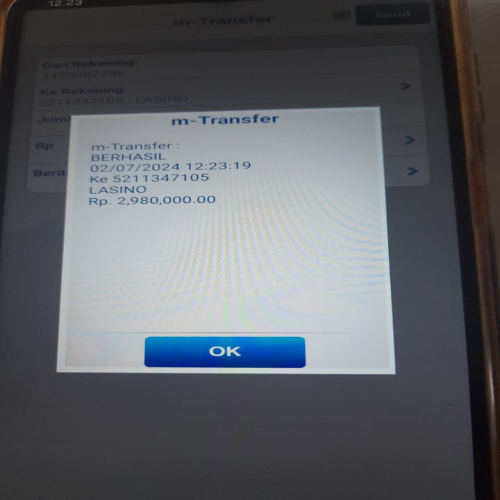 12.23
m-Transfer
Send
Dari Rekening:
Ke Rekening:
5211347105 - LASINO
Rp
m-Transfer
m-Transfer :
BERHASIL
02/07/2024 12:23:19
Ke 5211347105
LASINO
Rp. 2,980,000.00
OK